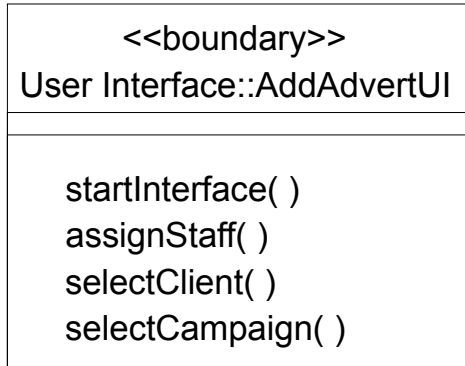 <<boundary>>
User Interface::AddAdvertUI
startInterface( )
assignStaff( )
selectClient( )
selectCampaign( )